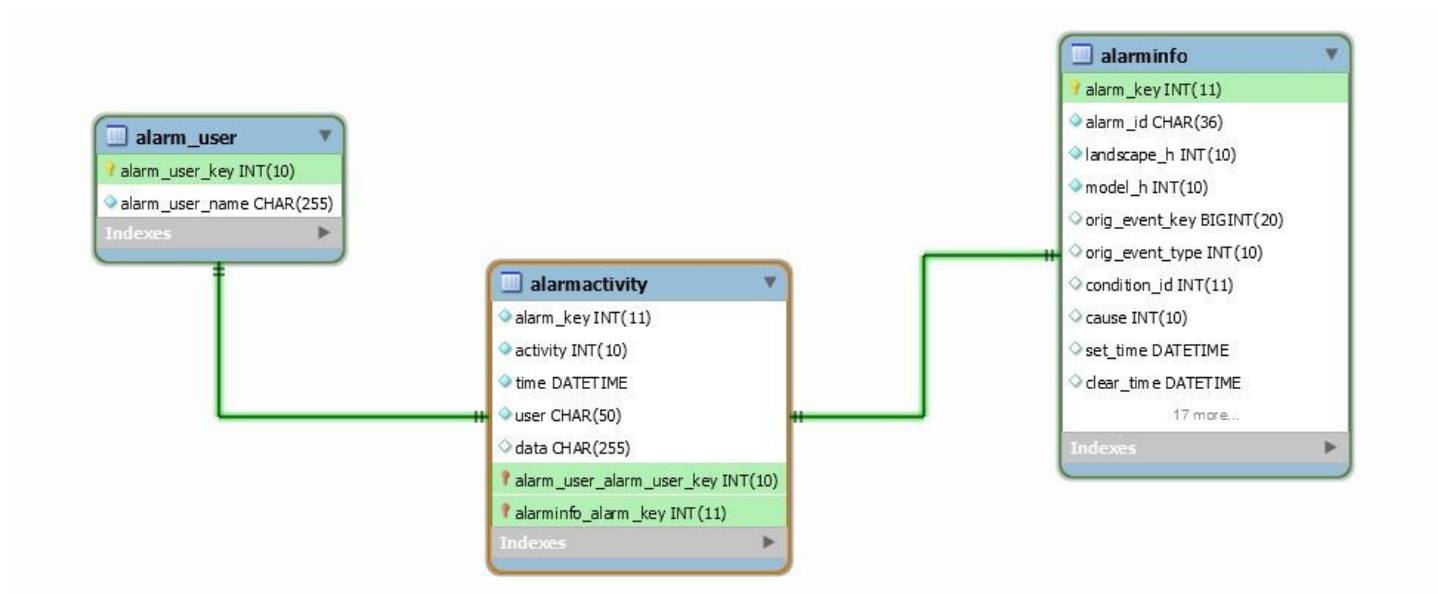 alarm_user
alarm_user_key INT(10)
alarm_user_name CHAR(255)
Indexes
alarmactivity
alarm_key INT(11)
activity INT(10)
time DATETIME
user CHAR(50)
data CHAR(255)
alarm_user_alarm_user_key INT(10)
alarminfo_alarm_key INT(11)
Indexes
alarminfo
alarm_key INT(11)
alarm_id CHAR(36)
landscape_h INT(10)
model_h INT(10)
orig_event_key BIGINT(20)
orig_event_type INT(10)
condition_id INT(11)
cause INT(10)
set_time DATETIME
clear_time DATETIME
17 more...
Indexes